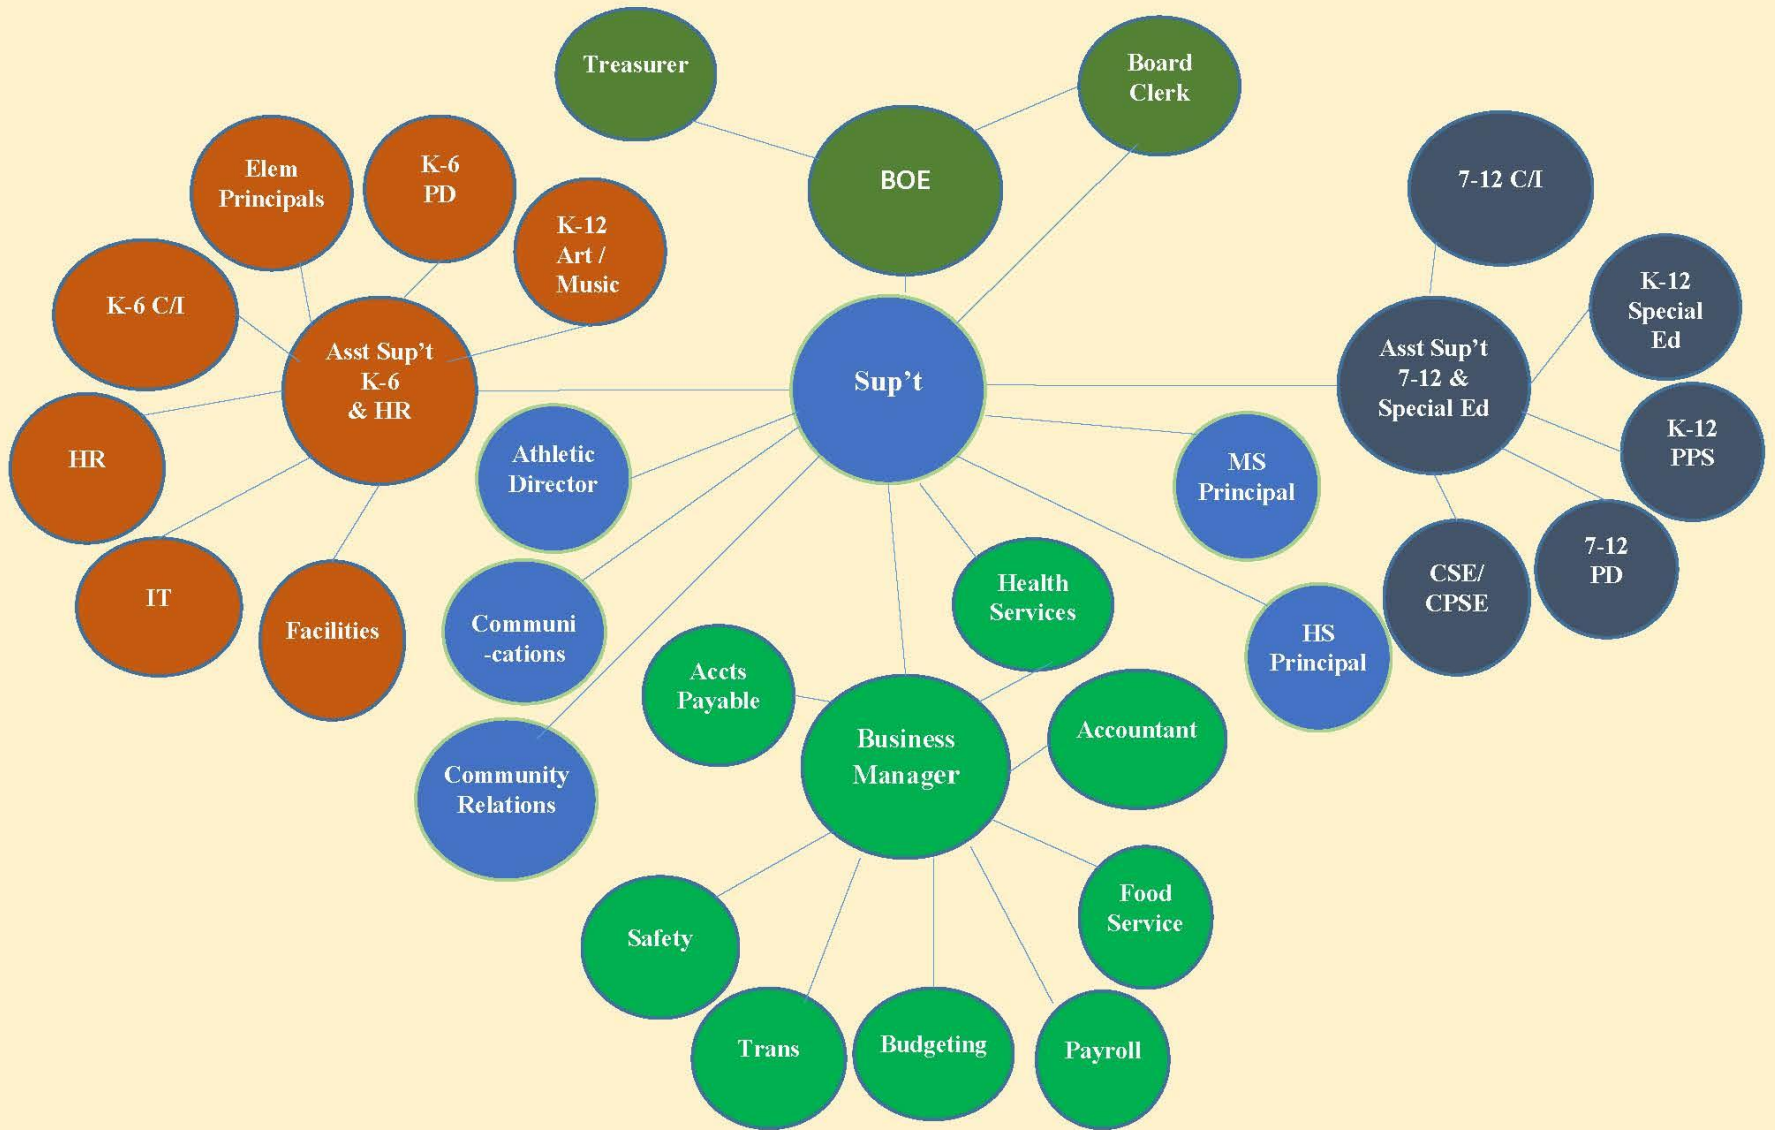 Treasurer
Board
Clerk
BOE
Elem
Principals
K-6
PD
K-12
Art /
Music
7-12 C/I
K-6 C/I
K-12
Special
Ed
Asst Sup’t
K-6
& HR
Sup’t
Asst Sup’t
7-12 &
Special Ed
HR
Athletic
Director
MS
Principal
K-12
PPS
IT
Facilities
Communi
-cations
Health
Services
HS
Principal
CSE/
CPSE
7-12
PD
Accts
Payable
Business
Manager
Accountant
Community
Relations
Safety
Food
Service
Trans
Budgeting
Payroll